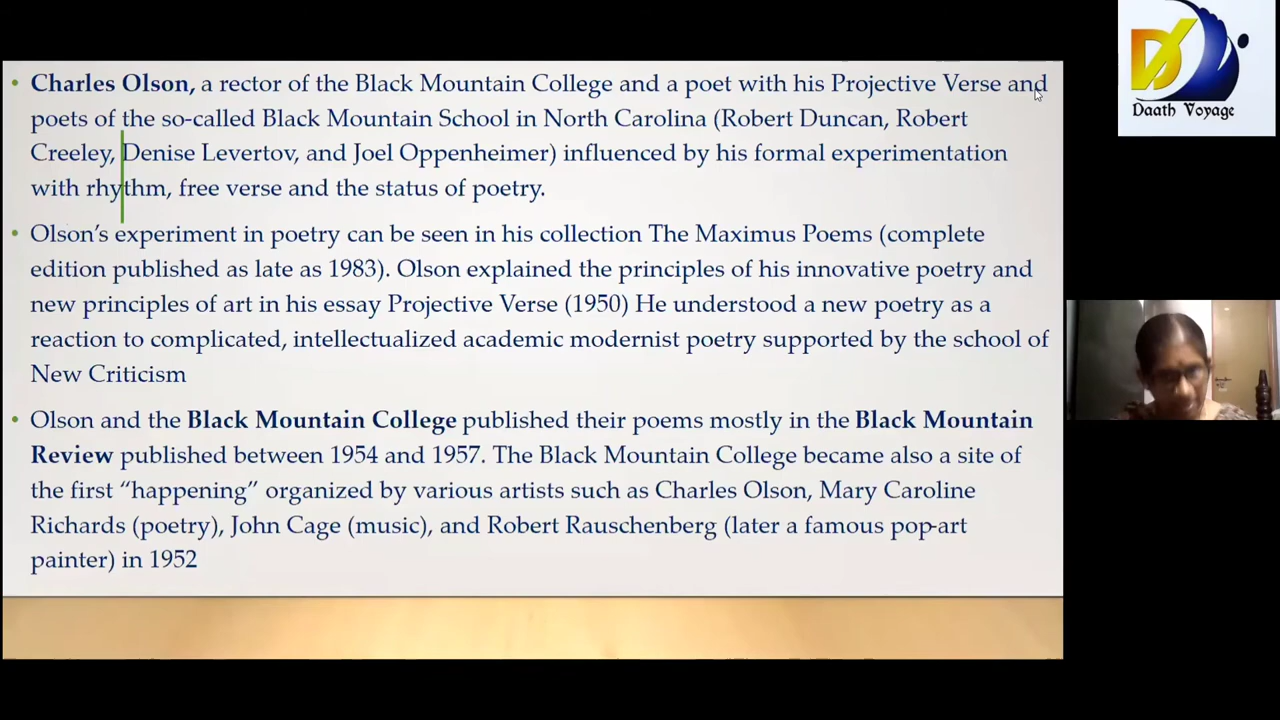 Charles Olson, a rector of the Black Mountain College and a poet with his Projective Verse and
poets of the so-called Black Mountain School in North Carolina (Robert Duncan, Robert
Creeley, Denise Levertov, and Joel Oppenheimer) influenced by his formal experimentation
with rhythm, free verse and the status of poetry.
Olson’s experiment in poetry can be seen in his collection The Maximus Poems (complete
edition published as late as 1983). Olson explained the principles of his innovative poetry and
new principles of art in his essay Projective Verse (1950) He understood a new poetry as a
reaction to complicated, intellectualized academic modernist poetry supported by the school of
New Criticism
Olson and the Black Mountain College published their poems mostly in the Black Mountain
Review published between 1954 and 1957. The Black Mountain College became also a site of
the first “happening” organized by various artists such as Charles Olson, Mary Caroline
Richards (poetry), John Cage (music), and Robert Rauschenberg (later a famous pop-art
painter) in 1952
DV
Daath Voyage